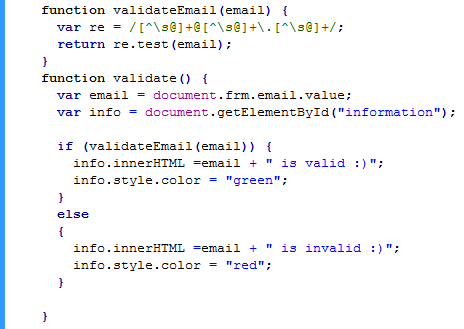 function validateEmail(email) {
  var re = /[^\s@]+@[^\s@]+\.[^\s@]+/;
  return re.test(email);
}
function validate() {
  var email = document.frm.email.value;
  var info = document.getElementById("information");

  if (validateEmail(email)) {
    info.innerHTML =email + " is valid :)";
    info.style.color = "green";
  }
  else
  {
    info.innerHTML =email + " is invalid :)";
    info.style.color = "red";
  }

}